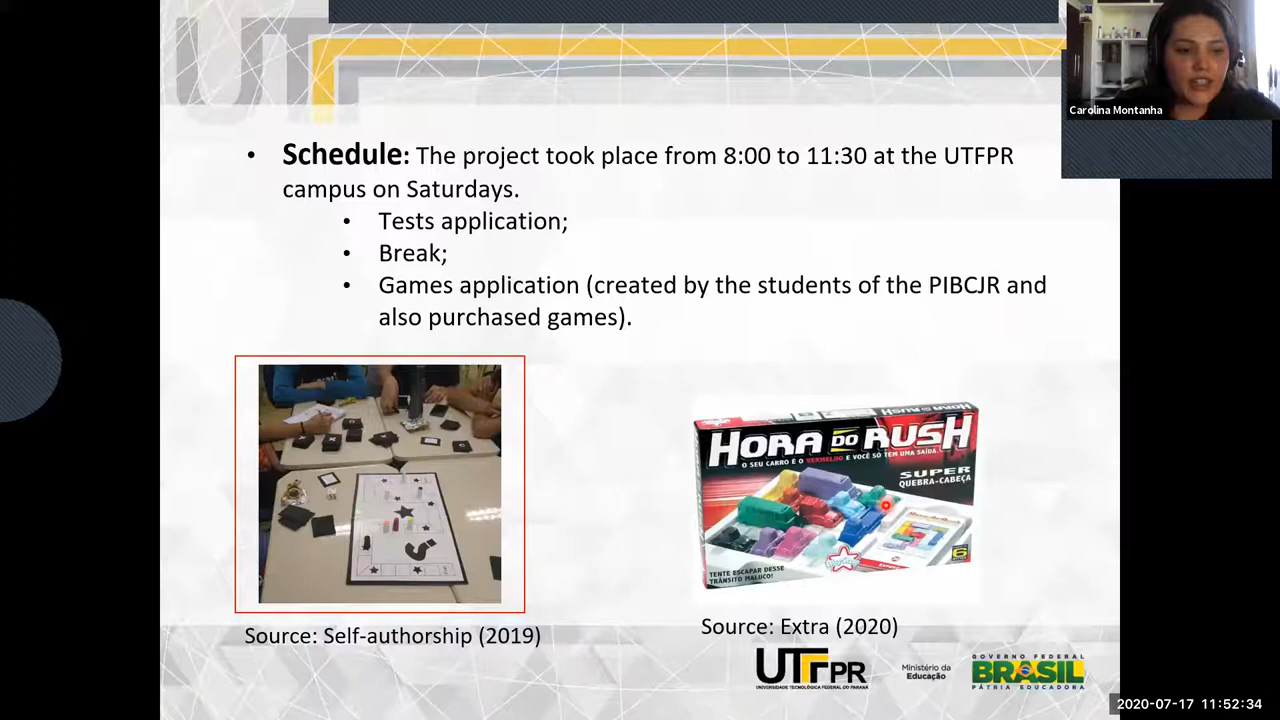 UT
Carolina Montanha
• Schedule: The project took place from 8:00 to 11:30 at the UTFPR
campus on Saturdays.
• Tests application;
• Break;
• Games application (created by the students of the PIBCJR and
also purchased games).
HORA DO RUSH
O SEU CARRO É O VERMELHO E VOCÊ SÓ TEM UMA SAÍDA.
SUPER
QUEBRA-CABEÇA
TENTE ESCAPAR DESSE
TRÂNSITO MALUCO!
6
Source: Self-authorship (2019)
Source: Extra (2020)
UTFPR
UNIVERSIDADE TECNOLÓGICA FEDERAL DO PARANÁ
Ministério da
Educação
GOVERNO FEDERAL
BRASIL
PÁTRIA EDUCADORA
2020-07-17 11:52:34